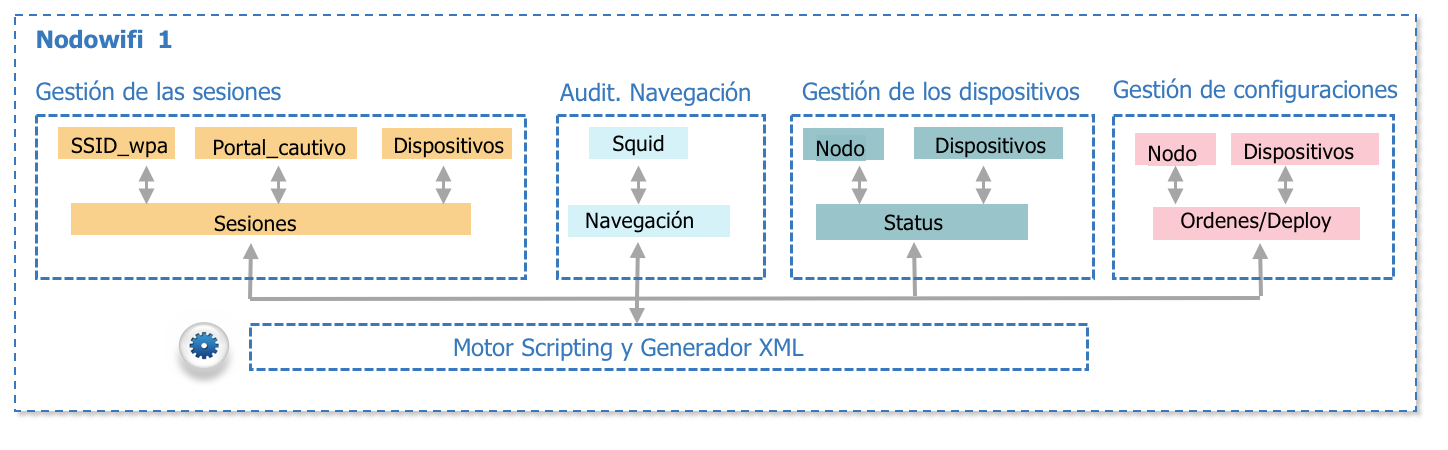 Nodowifi 1
Gestión de las sesiones
SSID_wpa
Portal_cautivo
Dispositivos
Sesiones
Audit. Navegación
Squid
Navegación
Gestión de los dispositivos
Nodo
Dispositivos
Status
Gestión de configuraciones
Nodo
Dispositivos
Ordenes/Deploy
Motor Scripting y Generador XML